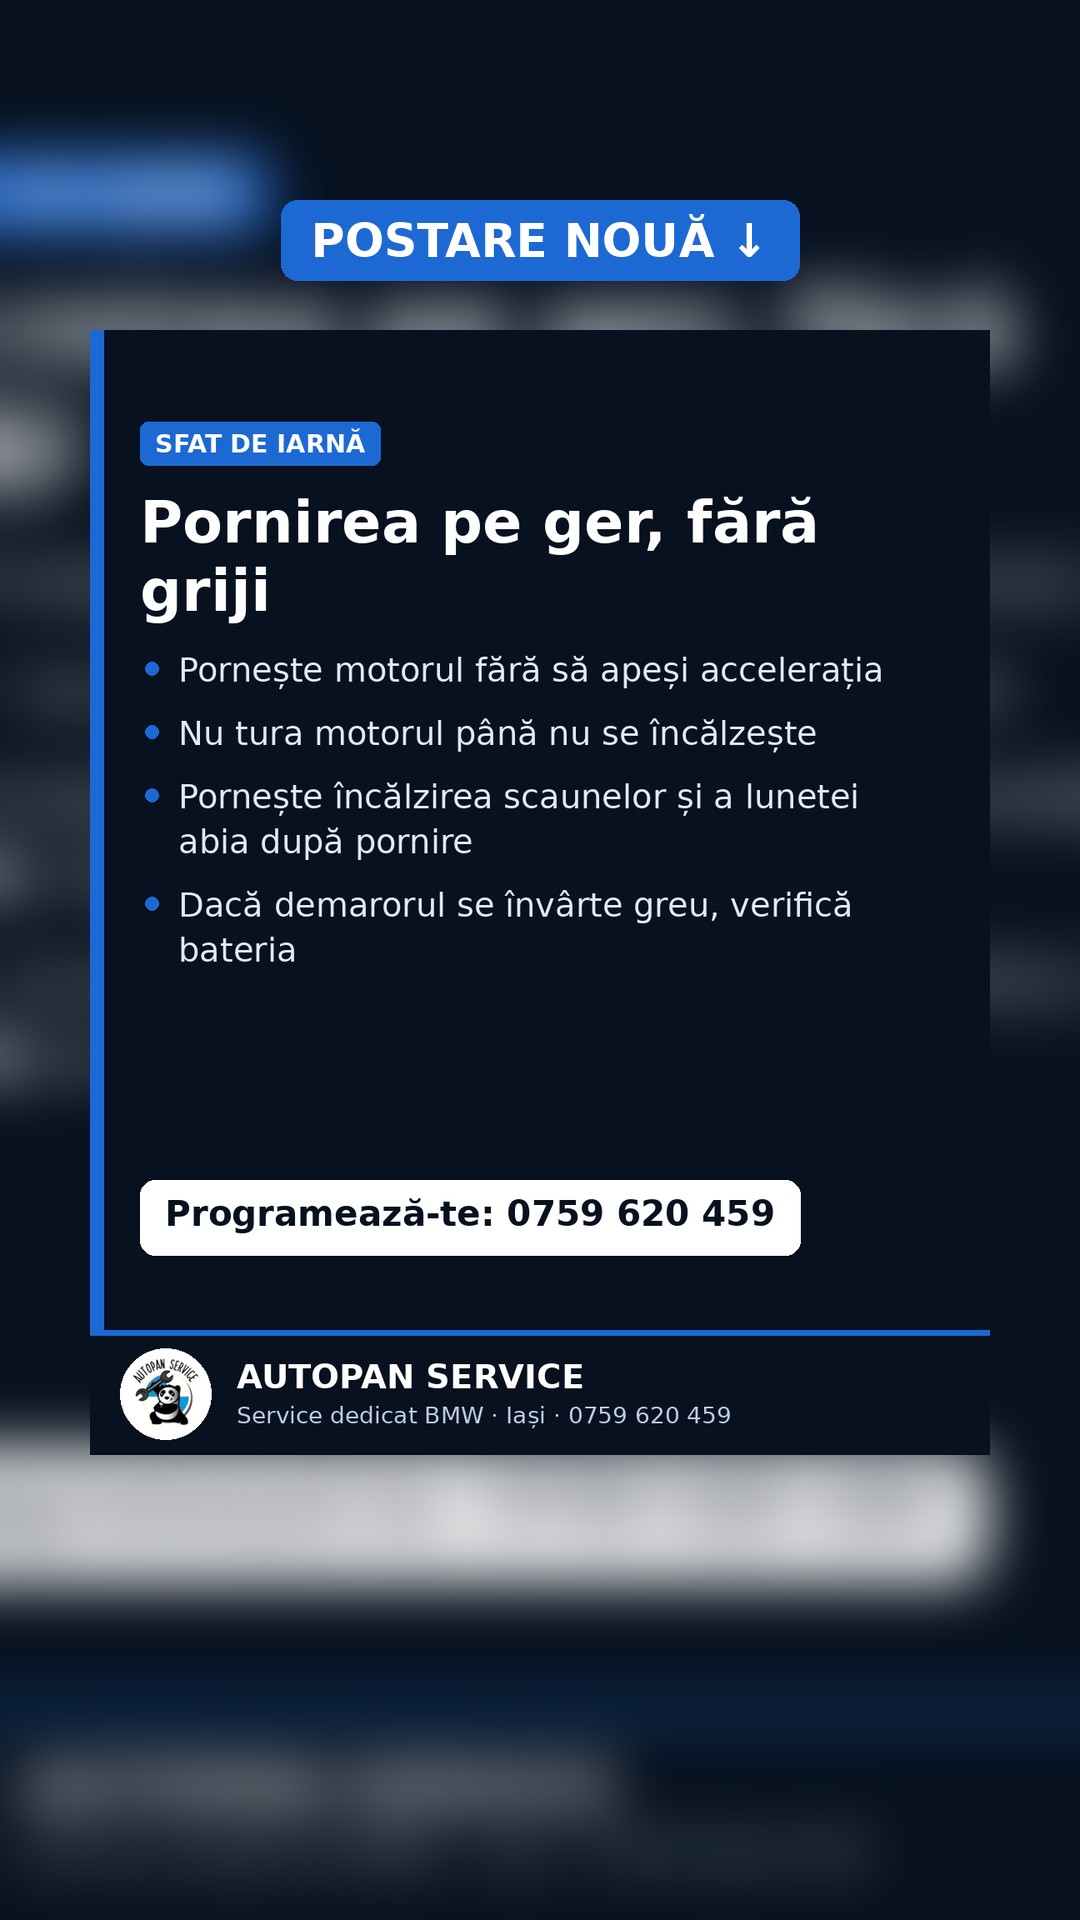 POSTARE NOUĂ ↓
SFAT DE IARNĂ
Pornirea pe ger, fără
griji
Pornește motorul fără să apeși accelerația
Nu tura motorul până nu se încălzește
Pornește încălzirea scaunelor și a lunetei
abia după pornire
Dacă demarorul se învârte greu, verifică
bateria
Programează-te: 0759 620 459
AUTOPAN SERVICE
AUTOPAN SERVICE
Service dedicat BMW · Iași · 0759 620 459